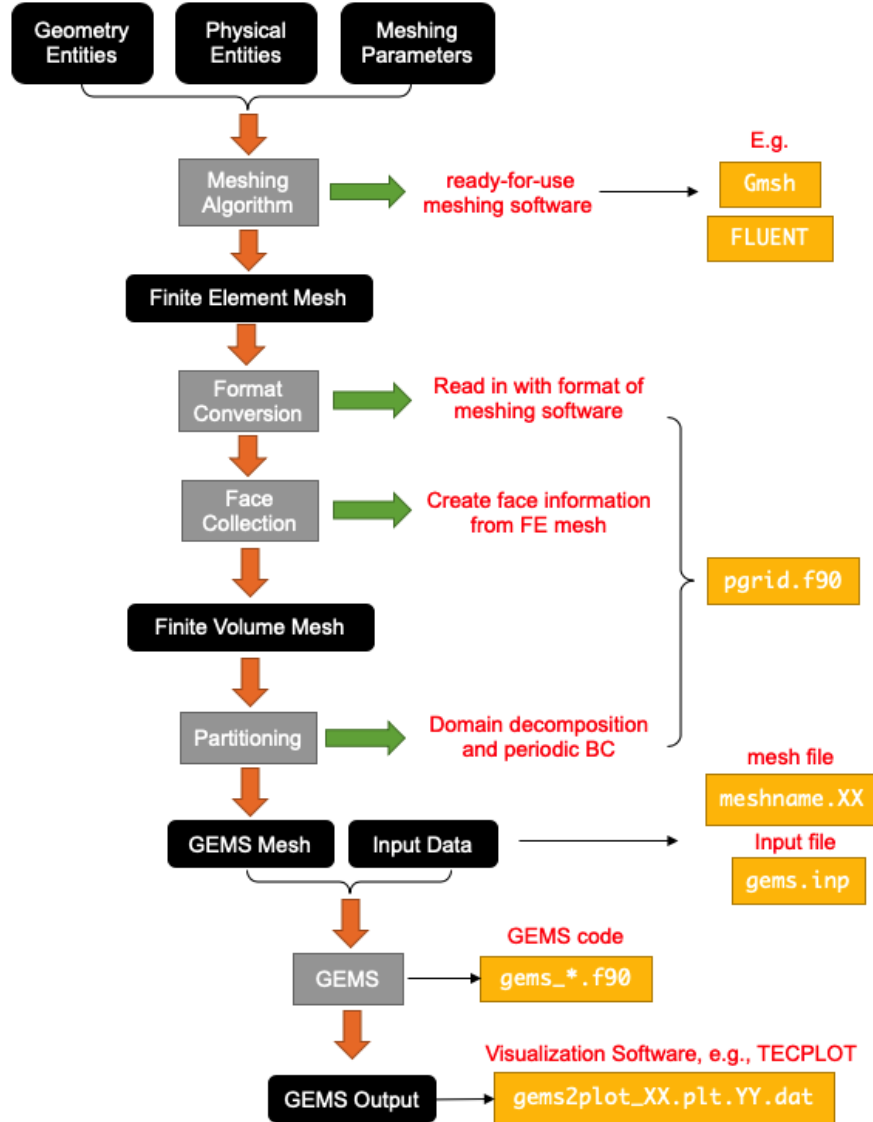 Geometry
Entities
Physical
Entities
Meshing
Parameters
E.g.
Meshing
Algorithm
ready-for-use
meshing software
Gmsh
FLUENT
Finite Element Mesh
Format
Conversion
Read in with format of
meshing software
Face
Collection
Create face information
from FE mesh
pgrid.f90
Finite Volume Mesh
Partitioning
Domain decomposition
and periodic BC
mesh file
meshname.XX
GEMS Mesh
Input Data
Input file
gems.inp
GEMS code
GEMS
gems_*.f90
Visualization Software, e.g., TECPLOT
GEMS Output
gems2plot_XX.plt.YY.dat